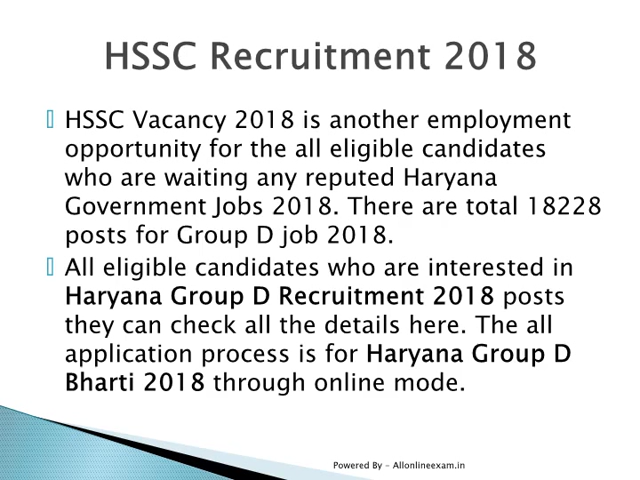 HSSC Recruitment 2018
HSSC Vacancy 2018 is another employment
opportunity for the all eligible candidates
who are waiting any reputed Haryana
Government Jobs 2018. There are total 18228
posts for Group D job 2018.
All eligible candidates who are interested in
Haryana Group D Recruitment 2018 posts
they can check all the details here. The all
application process is for Haryana Group D
Bharti 2018 through online mode.
Powered By - Allonlineexam.in